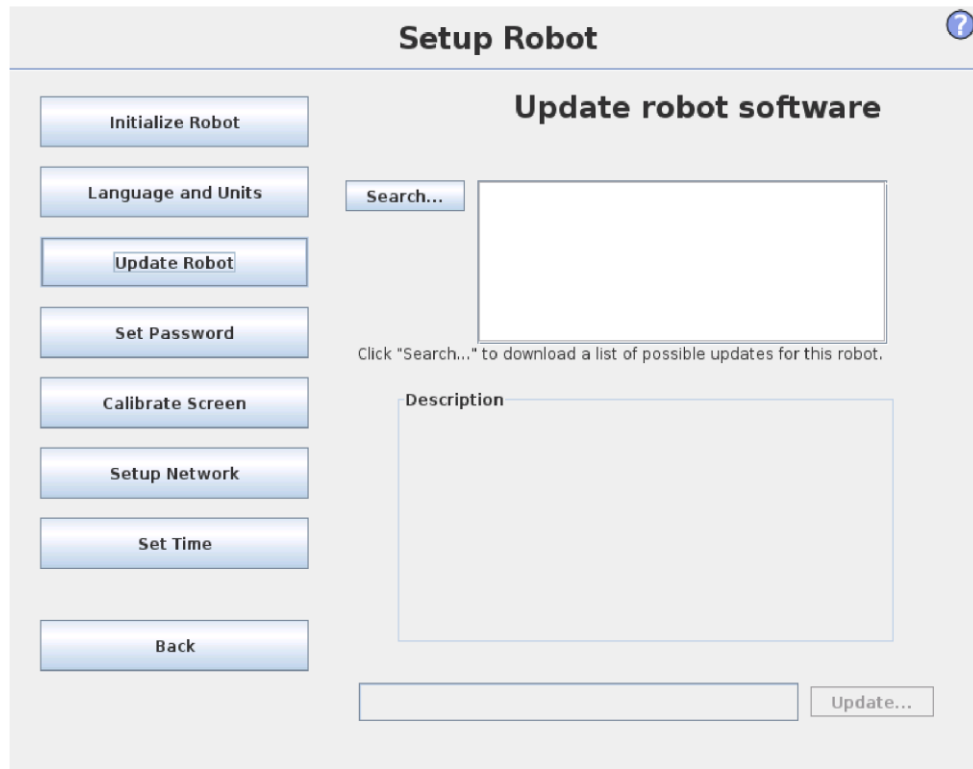 Setup Robot
?
Initialize Robot
Language and Units
Update Robot
Set Password
Calibrate Screen
Setup Network
Set Time
Back
Update robot software
Search...
Click "Search..." to download a list of possible updates for this robot.
Description
Update...